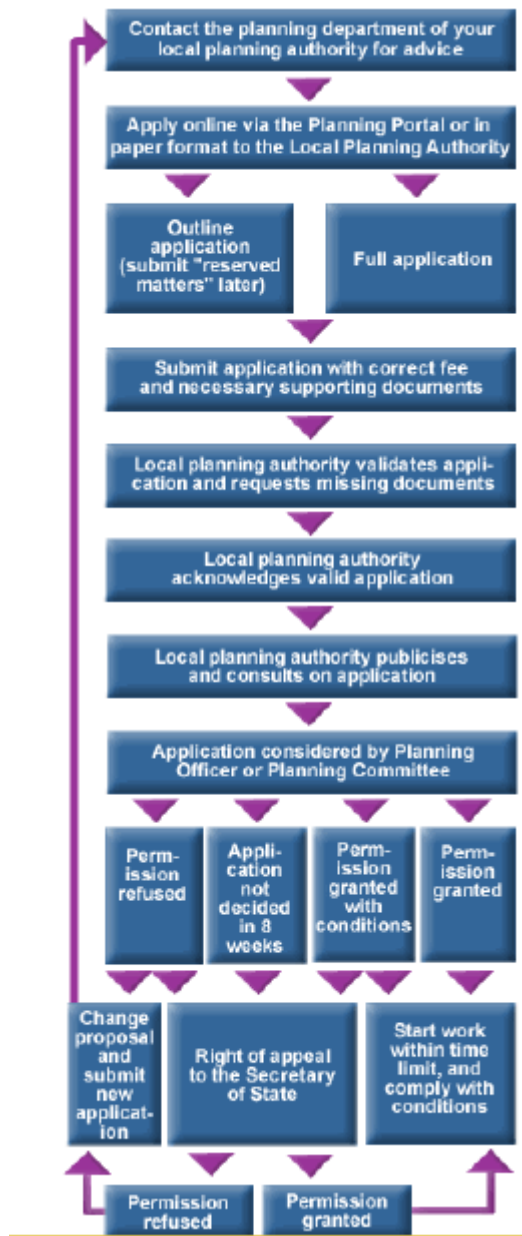 Contact the planning department of your
local planning authority for advice
Apply online via the Planning Portal or in
paper format to the Local Planning Authority
Outline
application
(submit "reserved
matters" later)
Full application
Submit application with correct fee
and necessary supporting documents
Local planning authority validates appli-
cation and requests missing documents
Local planning authority
acknowledges valid application
Local planning authority publicises
and consults on application
Application considered by Planning
Officer or Planning Committee
Perm-
ission
refused
Appli-
cation
not
decided
in 8
weeks
Perm-
ission
granted
with
conditions
Perm-
ission
granted
Change
proposal
and
submit
new
applicat-
ion
Right of appeal
to the Secretary
of State
Start work
within time
limit, and
comply with
conditions
Permission
refused
Permission
granted